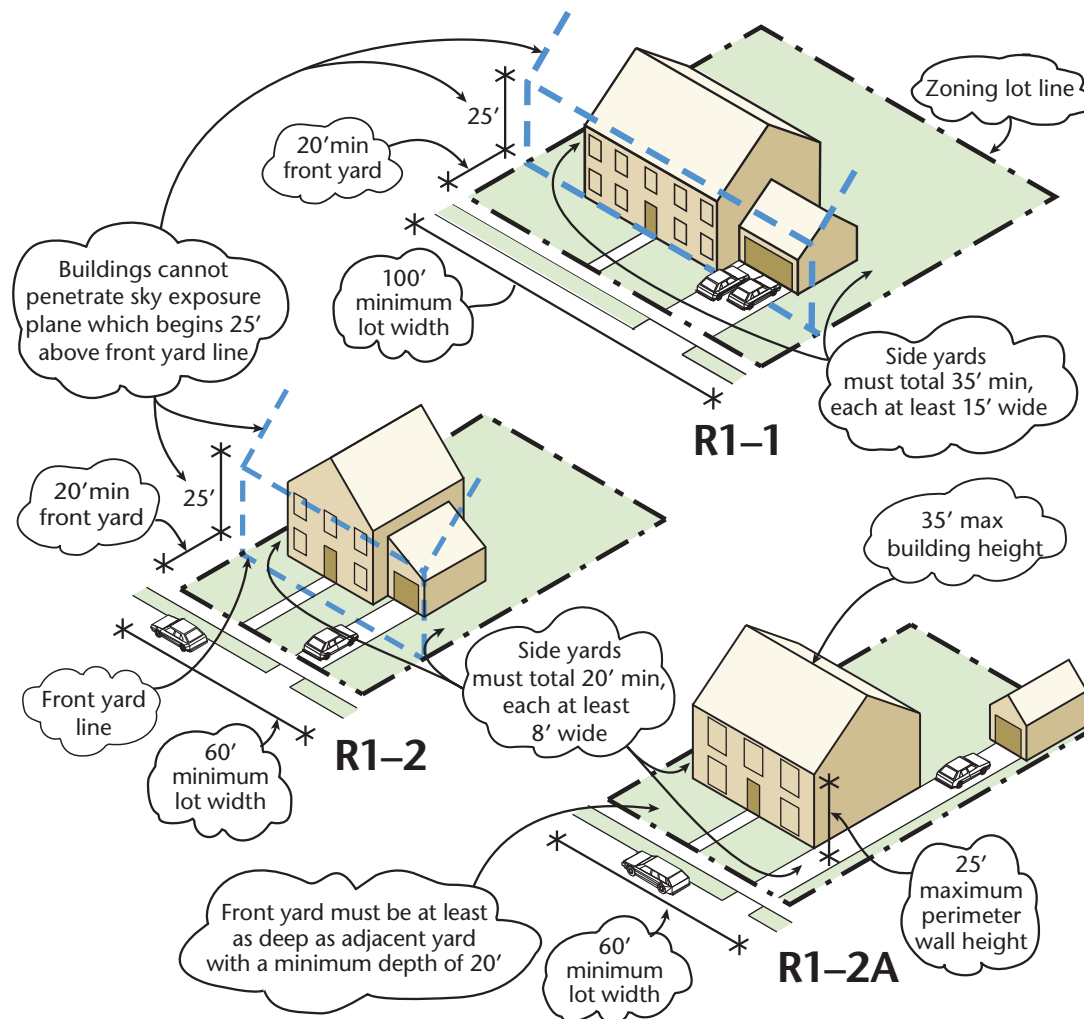 25′
20′min
front yard
Zoning lot line
Buildings cannot
penetrate sky exposure
plane which begins 25′
above front yard line
100′
minimum
lot width
Side yards
must total 35′ min,
each at least 15′ wide
R1–1
20′min
front yard
25′
35′ max
building height
Front yard
line
60′
minimum
lot width
R1–2
Side yards
must total 20′ min,
each at least
8′ wide
Front yard must be at least
as deep as adjacent yard
with a minimum depth of 20′
60′
minimum
lot width
25′
maximum
perimeter
wall height
R1–2A